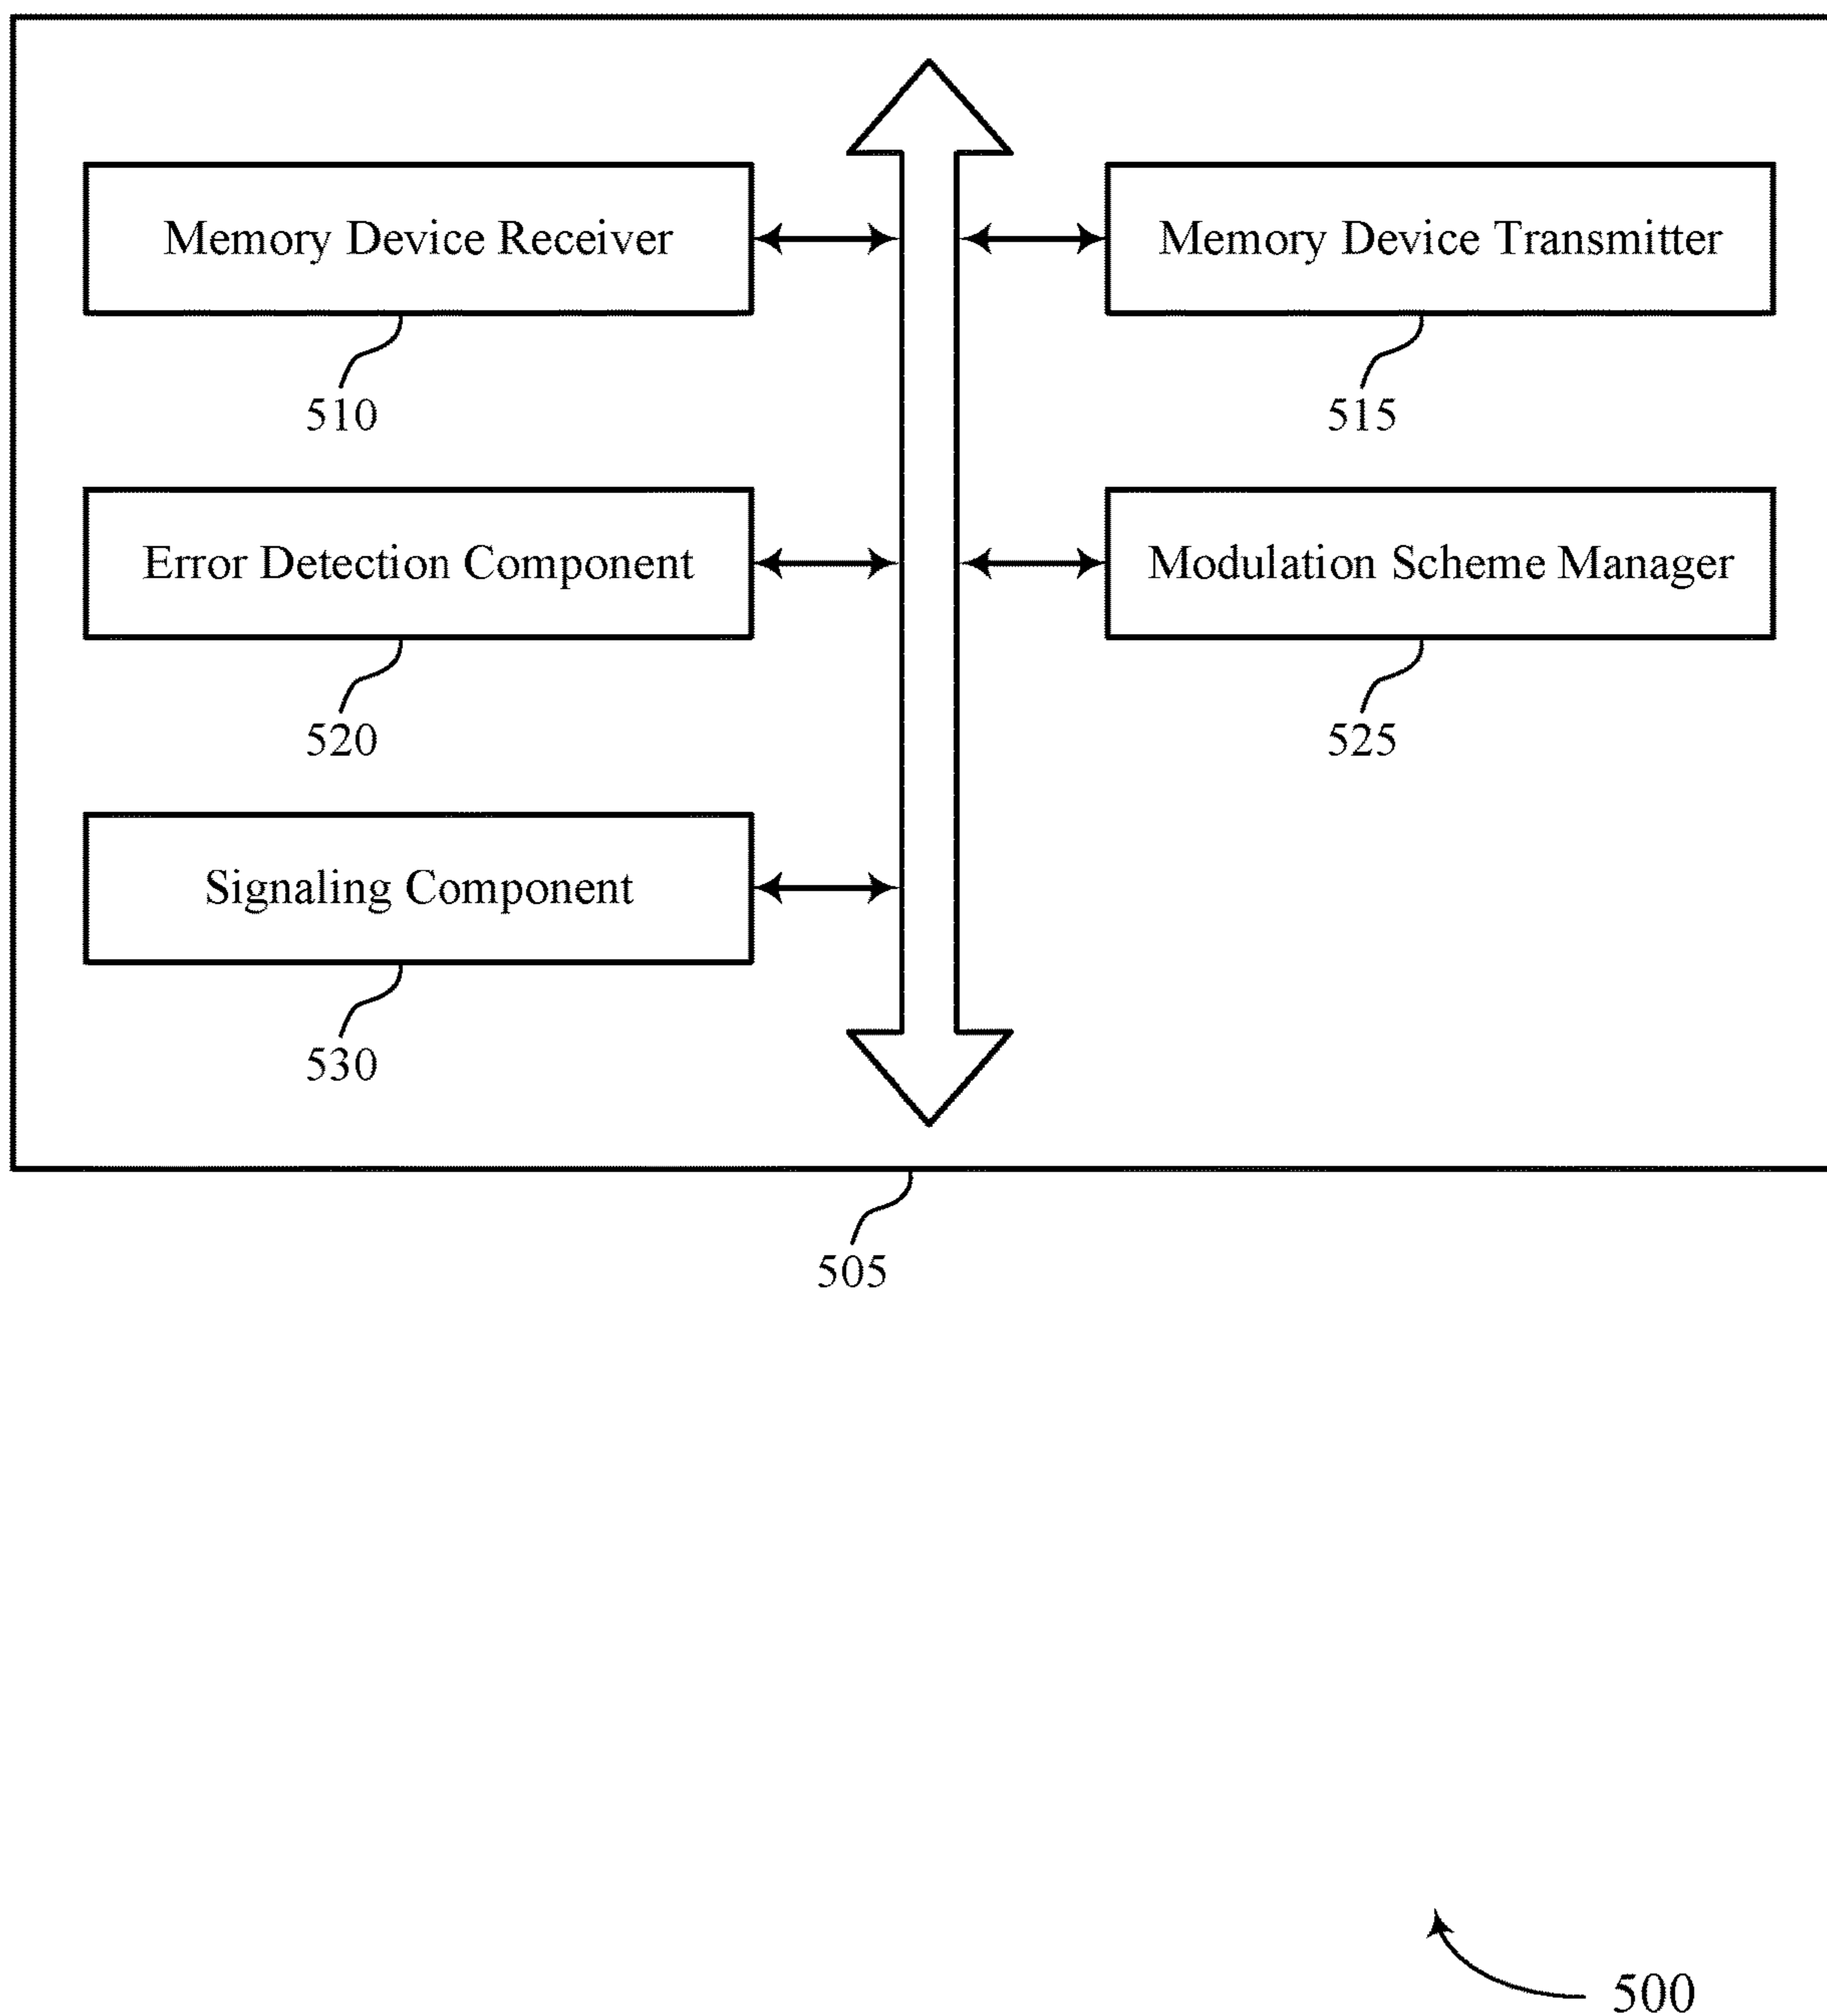 Memory Device Receiver
510
Memory Device Transmitter
515
Error Detection Component
520
Modulation Scheme Manager
525
Signaling Component
530
505
500